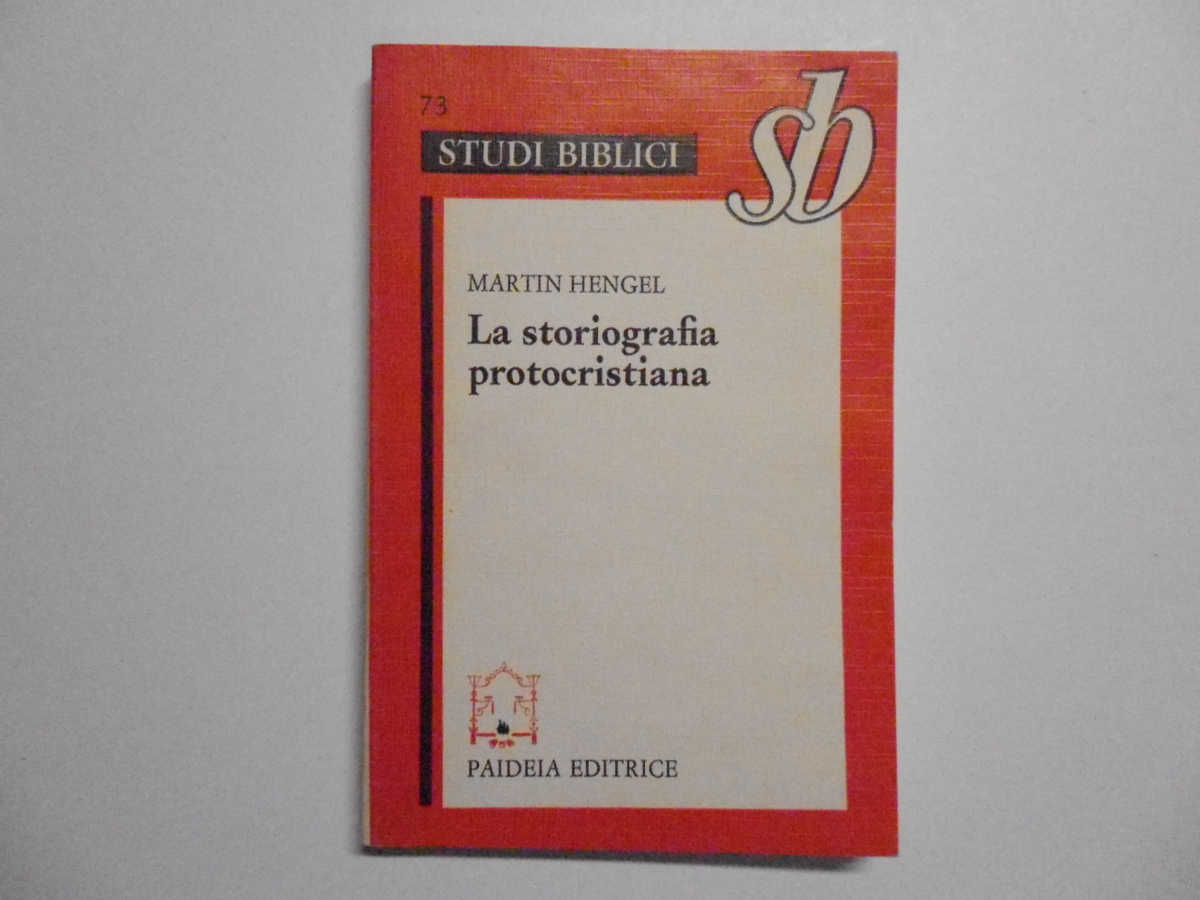 73
sb
STUDI BIBLICI
MARTIN HENGEL
La storiografia
protocristiana
PAIDEIA EDITRICE